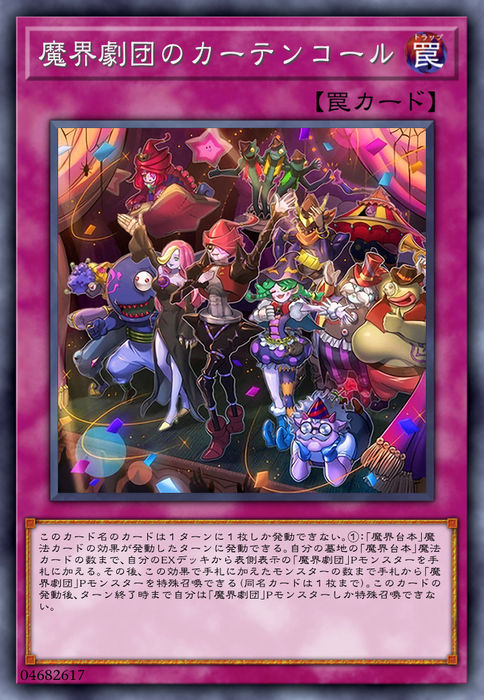 魔界劇団のカーテンコール
トラップ
罠
【罠カード】
このカード名のカードは１ターンに１枚しか発動できない。①：「魔界台本」魔
法カードの効果が発動したターンに発動できる。自分の墓地の「魔界台本」魔法
カードの数まで、自分のEXデッキから表側表示の「魔界劇団」Pモンスターを手
札に加える。その後、この効果で手札に加えたモンスターの数まで手札から「魔
界劇団」Pモンスターを特殊召喚できる（同名カードは１枚まで）。このカードの
発動後、ターン終了時まで自分は「魔界劇団」Pモンスターしか特殊召喚できな
い。
04682617